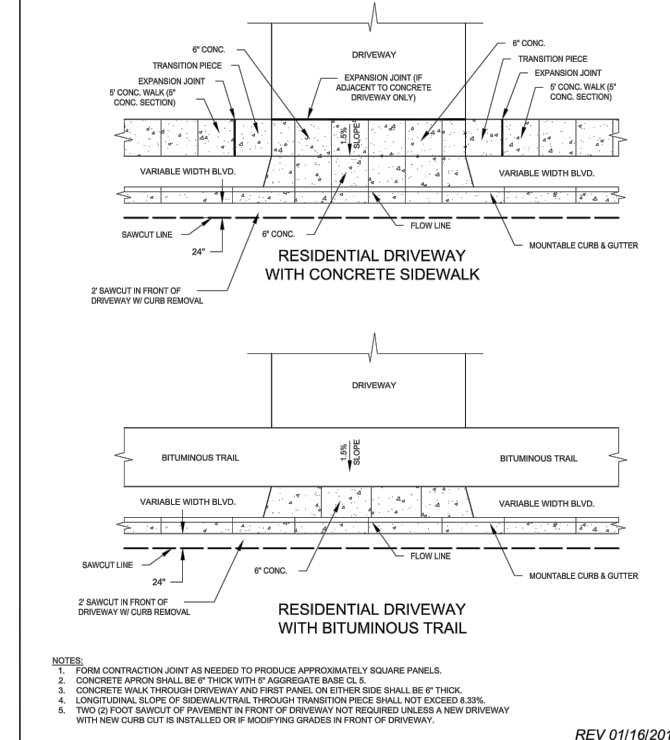 DRIVEWAY
6" CONC.
TRANSITION PIECE
EXPANSION JOINT
5' CONC. WALK (5"
CONC. SECTION)
EXPANSION JOINT (IF
ADJACENT TO CONCRETE
DRIVEWAY ONLY)
6" CONC.
TRANSITION PIECE
EXPANSION JOINT
5' CONC. WALK (5"
CONC. SECTION)
1.5%
SLOPE
VARIABLE WIDTH BLVD.
VARIABLE WIDTH BLVD.
SAWCUT LINE
24"
6" CONC.
FLOW LINE
MOUNTABLE CURB & GUTTER
2' SAWCUT IN FRONT OF
DRIVEWAY W/ CURB REMOVAL
RESIDENTIAL DRIVEWAY
WITH CONCRETE SIDEWALK
DRIVEWAY
BITUMINOUS TRAIL
1.5%
SLOPE
BITUMINOUS TRAIL
VARIABLE WIDTH BLVD.
VARIABLE WIDTH BLVD.
SAWCUT LINE
24"
6" CONC.
FLOW LINE
MOUNTABLE CURB & GUTTER
2' SAWCUT IN FRONT OF
DRIVEWAY W/ CURB REMOVAL
RESIDENTIAL DRIVEWAY
WITH BITUMINOUS TRAIL
NOTES:
1. FORM CONTRACTION JOINT AS NEEDED TO PRODUCE APPROXIMATELY SQUARE PANELS.
2. CONCRETE APRON SHALL BE 6" THICK WITH 5" AGGREGATE BASE CL 5.
3. CONCRETE WALK THROUGH DRIVEWAY AND FIRST PANEL ON EITHER SIDE SHALL BE 6" THICK.
4. LONGITUDINAL SLOPE OF SIDEWALK/TRAIL THROUGH TRANSITION PIECE SHALL NOT EXCEED 8.33%.
5. TWO (2) FOOT SAWCUT OF PAVEMENT IN FRONT OF DRIVEWAY NOT REQUIRED UNLESS A NEW DRIVEWAY
WITH NEW CURB CUT IS INSTALLED OR IF MODIFYING GRADES IN FRONT OF DRIVEWAY.
REV 01/16/201